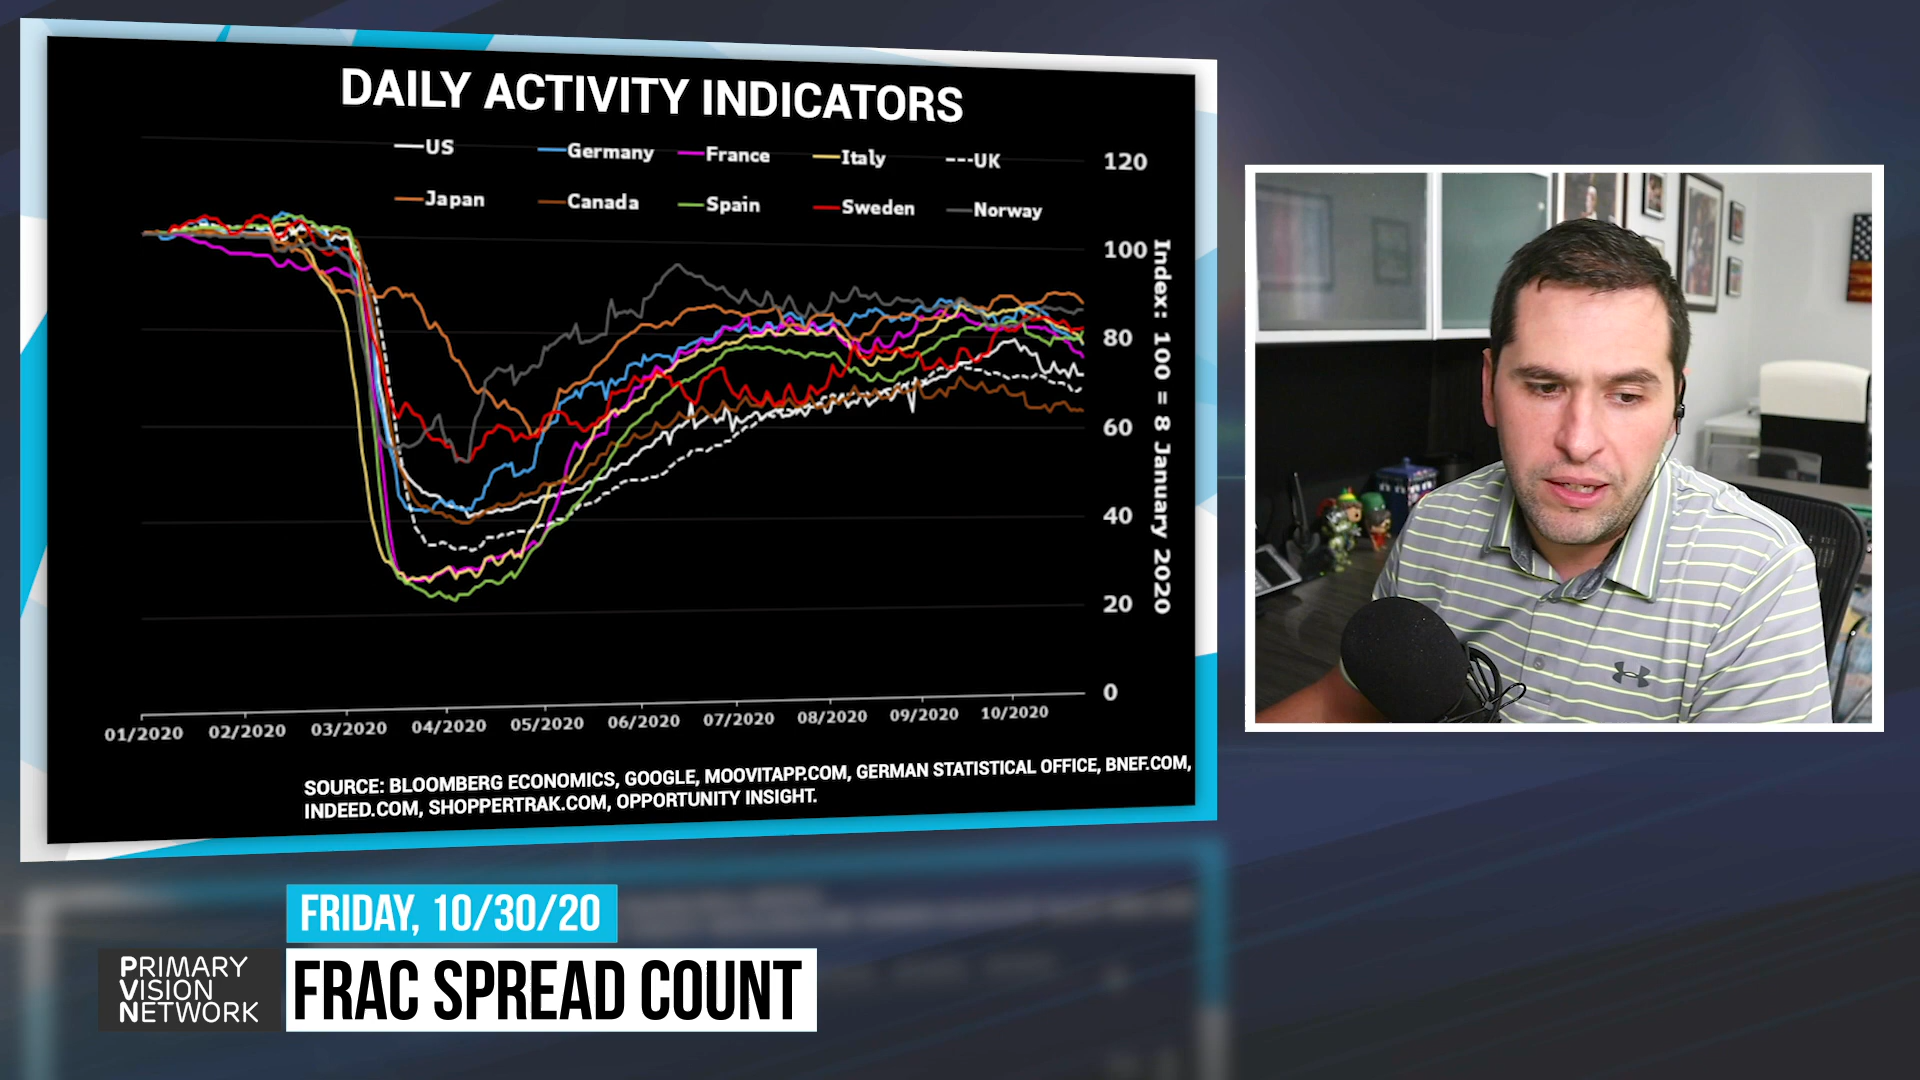 DAILY ACTIVITY INDICATORS
US Germany France Italy UK
Japan Canada Spain Sweden Norway
120
100
80
60
40
20
0
Index: 100 = 8 January 2020
01/2020 02/2020 03/2020 04/2020 05/2020 06/2020 07/2020 08/2020 09/2020 10/2020
SOURCE: BLOOMBERG ECONOMICS, GOOGLE, MOOVITAPP.COM, GERMAN STATISTICAL OFFICE, BNEF.COM,
INDEED.COM, SHOPPERTRAK.COM, OPPORTUNITY INSIGHT.
FRIDAY, 10/30/20
PRIMARY
VISION
NETWORK
FRAC SPREAD COUNT